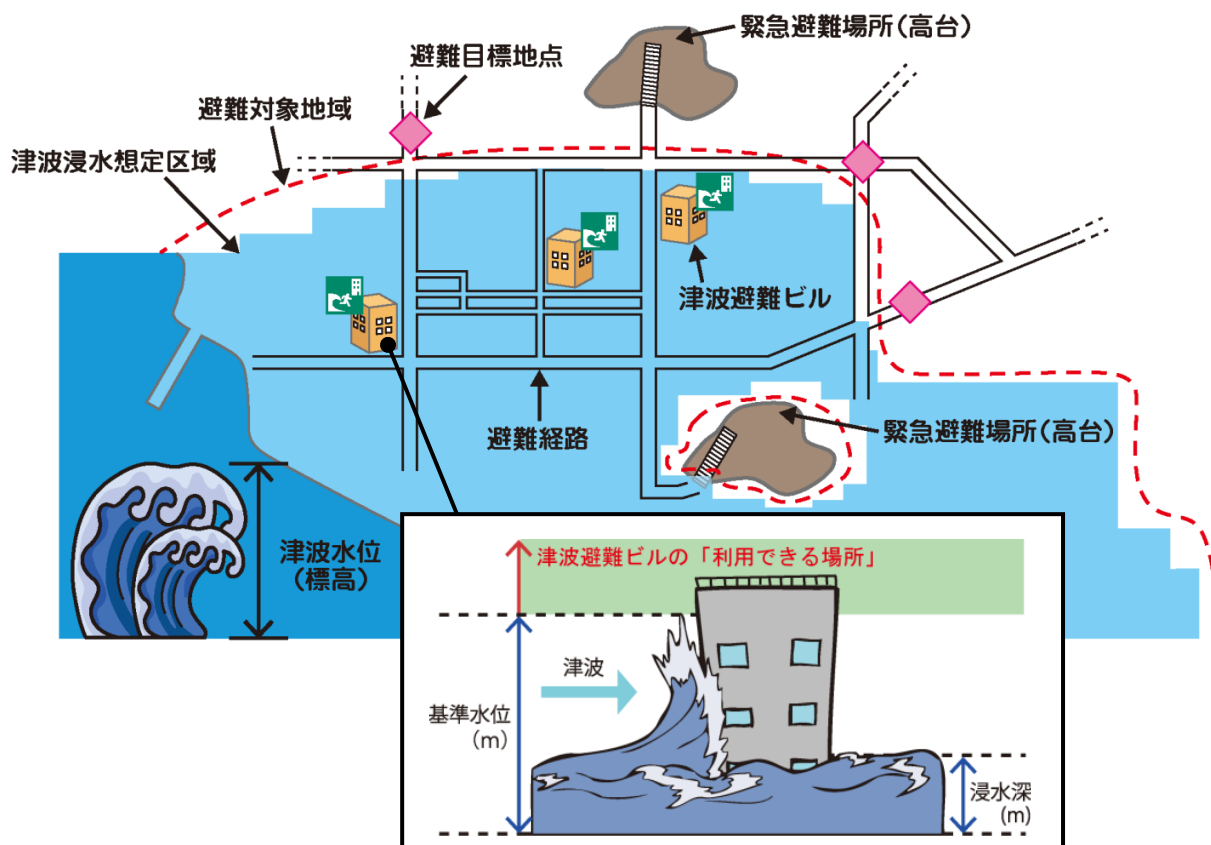 緊急避難場所(高台)
避難目標地点
避難対象地域
津波浸水想定区域
津波避難ビル
避難経路
緊急避難場所(高台)
津波水位
(標高)
津波避難ビルの「利用できる場所」
津波
基準水位
(m)
浸水深
(m)